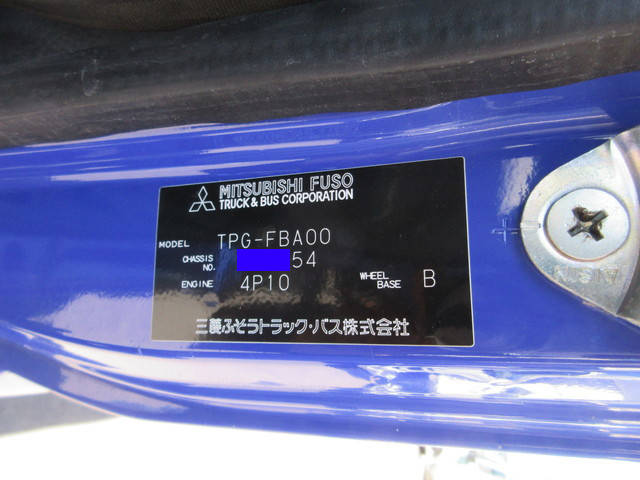 MITSUBISHI FUSO
TRUCK & BUS CORPORATION
MODEL TPG-FBA00
CHASSIS NO. 54
ENGINE 4P10 WHEEL BASE B
三菱ふそうトラック・バス株式会社